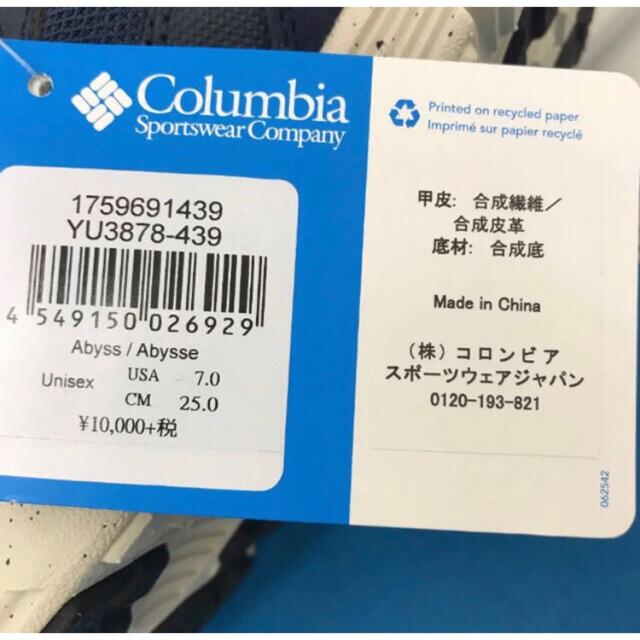 Columbia
Sportswear Company
1759691439
YU3878-439
4 549150 026929
Abyss / Abysse
Unisex USA 7.0
CM 25.0
¥10,000+税
Printed on recycled paper
Imprimé sur papier recyclé
甲皮: 合成繊維／
合成皮革
底材: 合成底
Made in China
（株）コロンビア
スポーツウェアジャパン
0120-193-821
062542